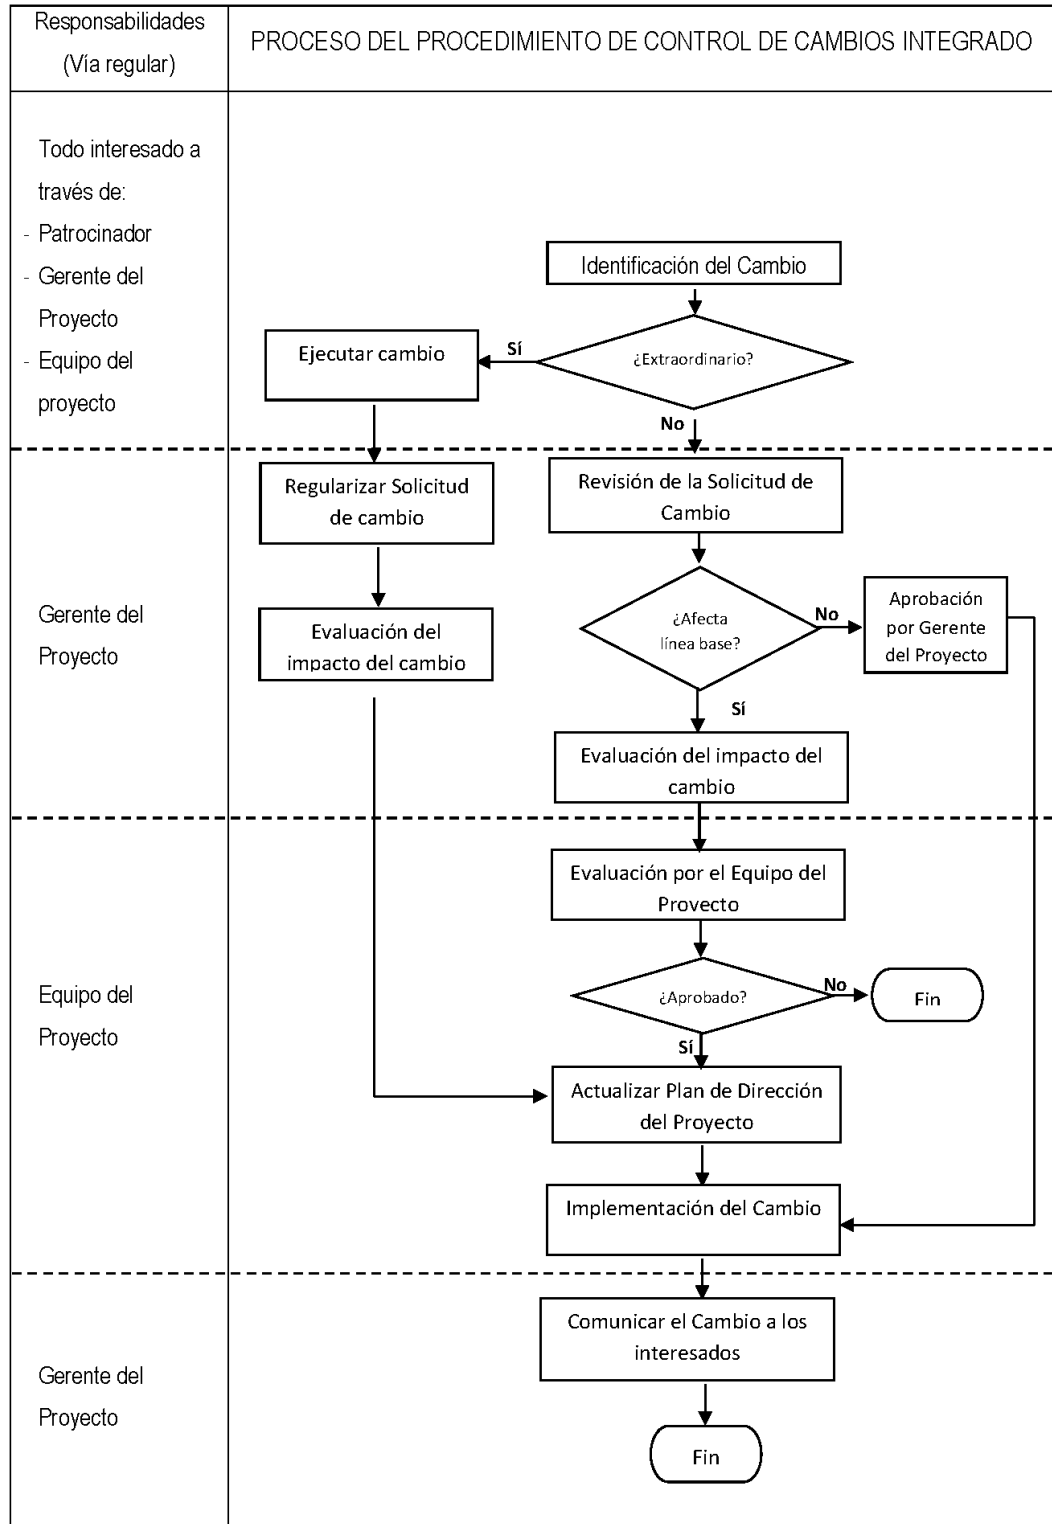 Responsabilidades
(Vía regular)
PROCESO DEL PROCEDIMIENTO DE CONTROL DE CAMBIOS INTEGRADO
Todo interesado a
través de:
- Patrocinador
- Gerente del
Proyecto
- Equipo del
proyecto
Identificación del Cambio
¿Extraordinario?
Sí
Ejecutar cambio
No
Gerente del
Proyecto
Regularizar Solicitud
de cambio
Revisión de la Solicitud de
Cambio
Evaluación del
impacto del cambio
¿Afecta
línea base?
No
Aprobación
por Gerente
del Proyecto
Sí
Evaluación del impacto del
cambio
Equipo del
Proyecto
Evaluación por el Equipo del
Proyecto
¿Aprobado?
No
Fin
Sí
Actualizar Plan de Dirección
del Proyecto
Implementación del Cambio
Gerente del
Proyecto
Comunicar el Cambio a los
interesados
Fin